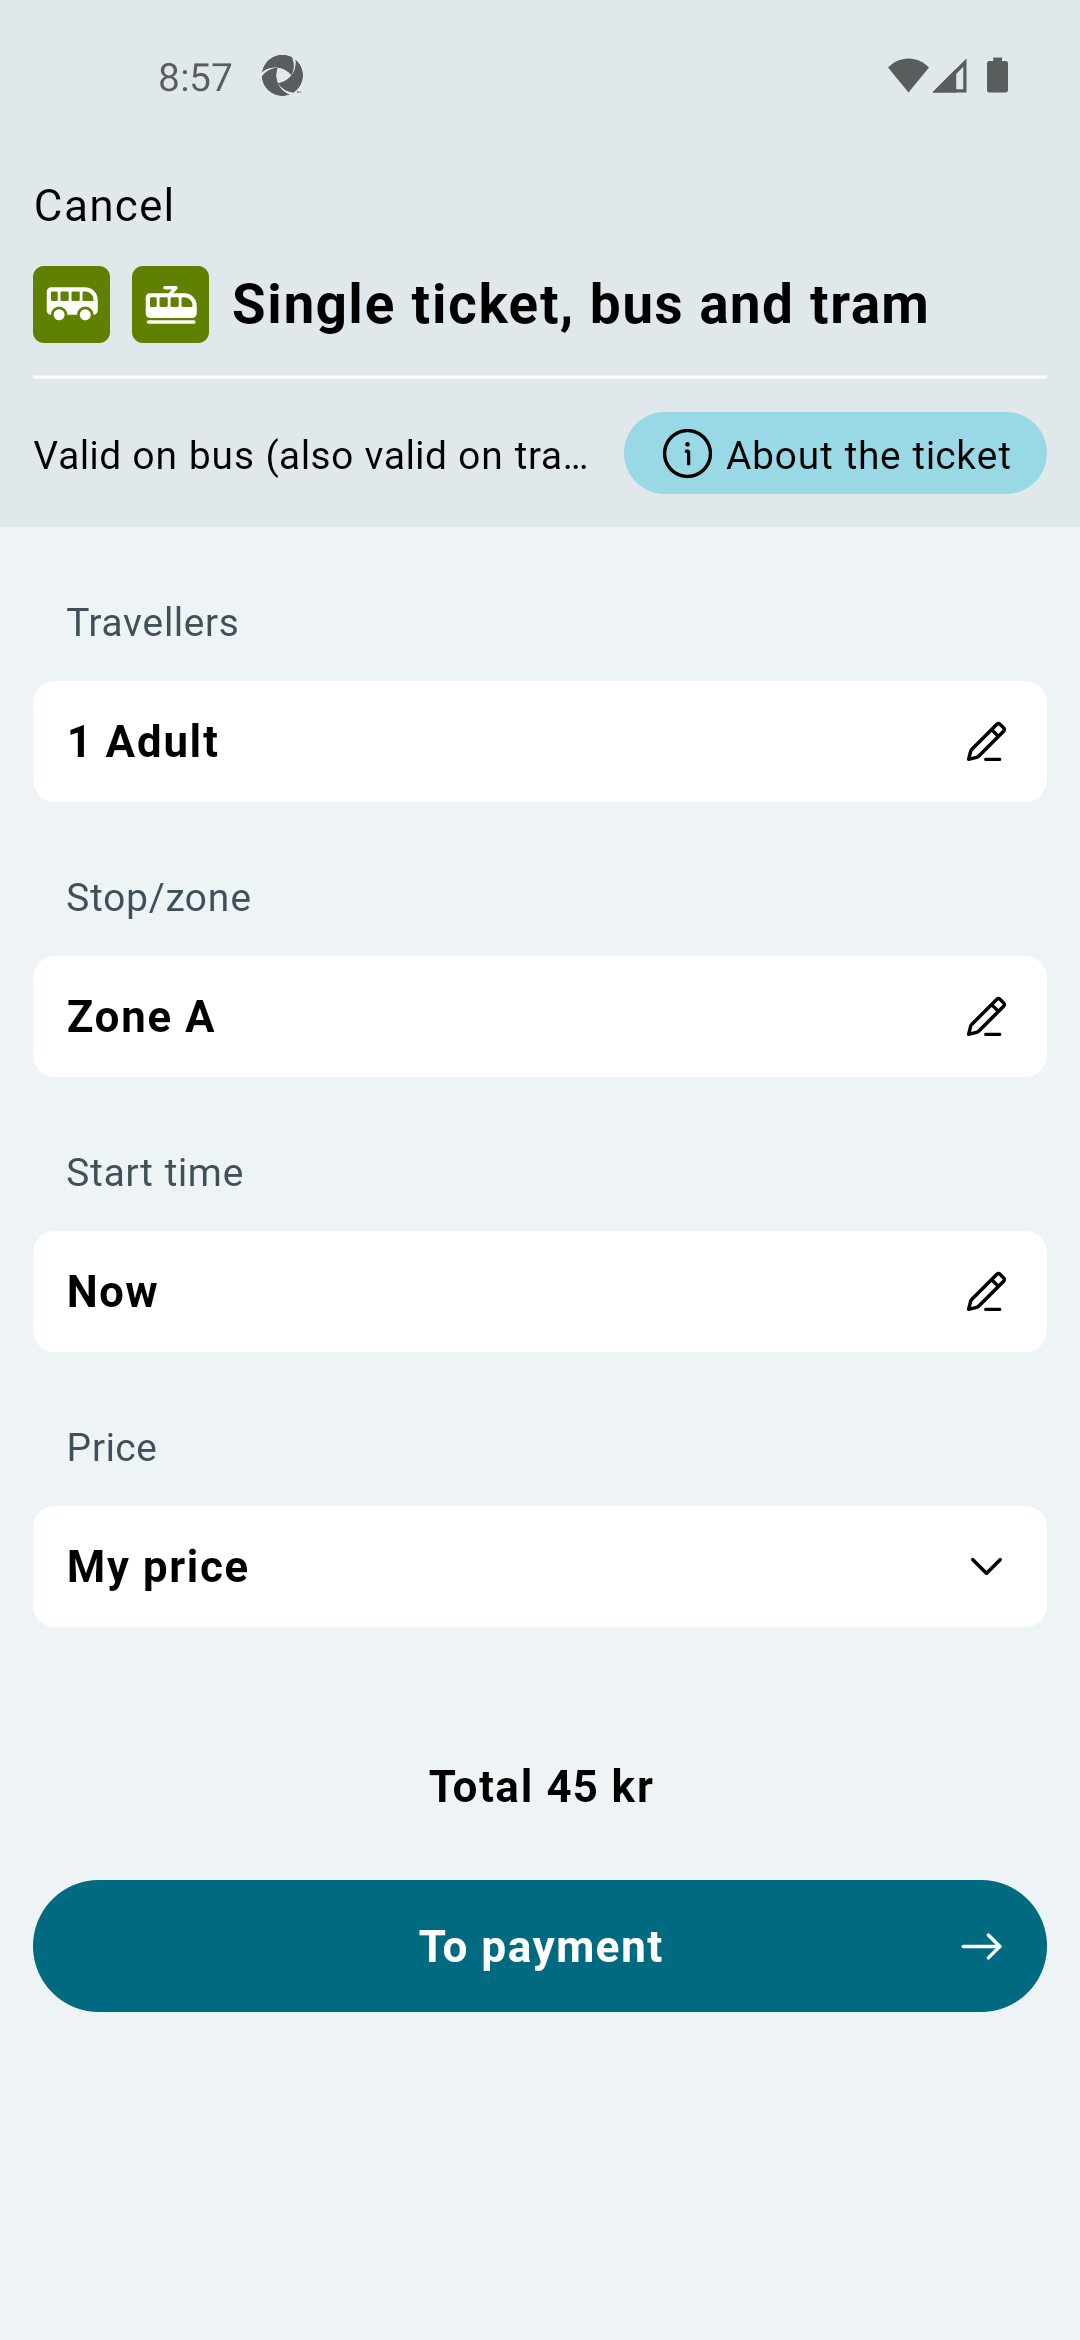 8:57
Cancel
Single ticket, bus and tram
Valid on bus (also valid on tra…
About the ticket
Travellers
1 Adult
Stop/zone
Zone A
Start time
Now
Price
My price
Total 45 kr
To payment